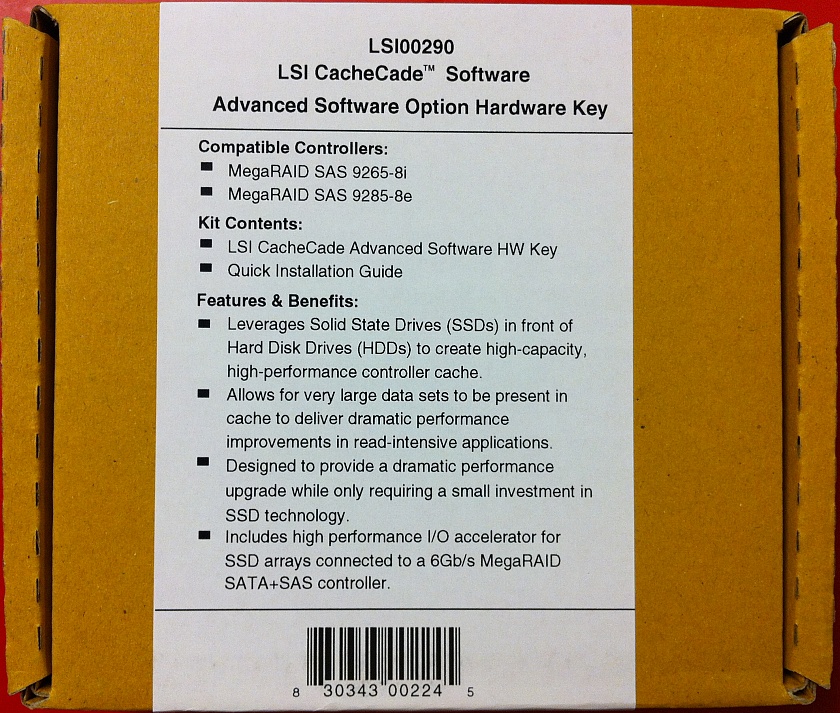 LSI00290
LSI CacheCade™ Software
Advanced Software Option Hardware Key
Compatible Controllers:
■ MegaRAID SAS 9265-8i
■ MegaRAID SAS 9285-8e
Kit Contents:
■ LSI CacheCade Advanced Software HW Key
■ Quick Installation Guide
Features & Benefits:
■ Leverages Solid State Drives (SSDs) in front of
Hard Disk Drives (HDDs) to create high-capacity,
high-performance controller cache.
■ Allows for very large data sets to be present in
cache to deliver dramatic performance
improvements in read-intensive applications.
■ Designed to provide a dramatic performance
upgrade while only requiring a small investment in
SSD technology.
■ Includes high performance I/O accelerator for
SSD arrays connected to a 6Gb/s MegaRAID
SATA+SAS controller.
8 30343 00224 5